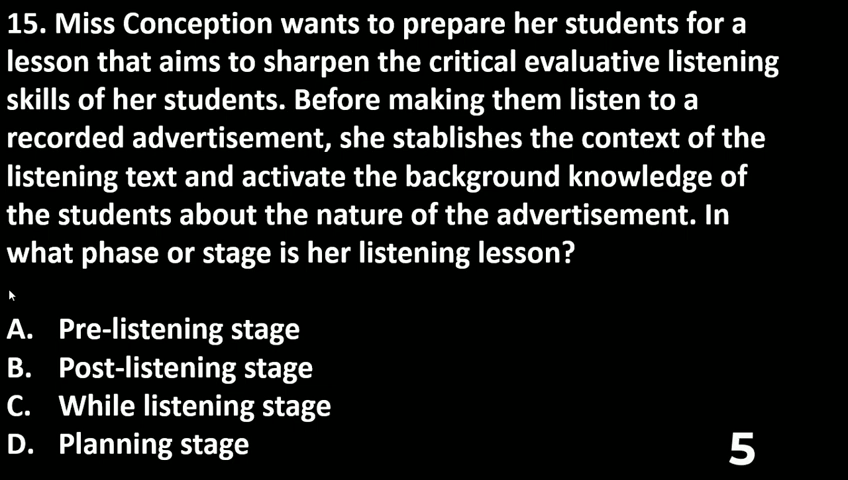 15. Miss Conception wants to prepare her students for a
lesson that aims to sharpen the critical evaluative listening
skills of her students. Before making them listen to a
recorded advertisement, she stablishes the context of the
listening text and activate the background knowledge of
the students about the nature of the advertisement. In
what phase or stage is her listening lesson?
A. Pre-listening stage
B. Post-listening stage
C. While listening stage
D. Planning stage
5